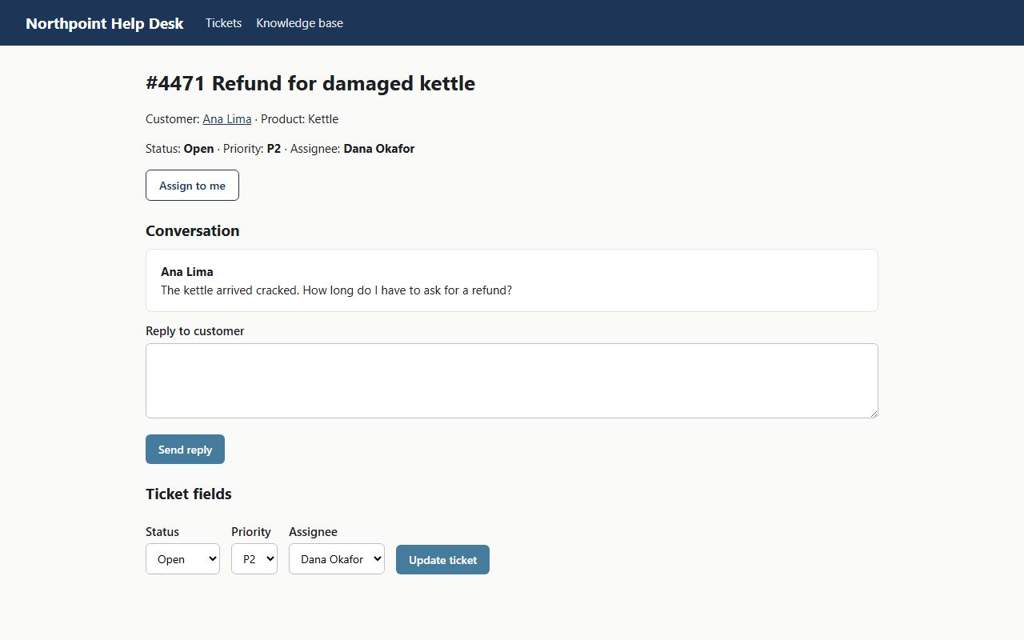 Northpoint Help Desk Tickets Knowledge base
#4471 Refund for damaged kettle
Customer: Ana Lima · Product: Kettle
Status: Open · Priority: P2 · Assignee: Dana Okafor
Assign to me
Conversation
Ana Lima
The kettle arrived cracked. How long do I have to ask for a refund?
Reply to customer
Send reply
Ticket fields
Status Priority Assignee
Open P2 Dana Okafor Update ticket